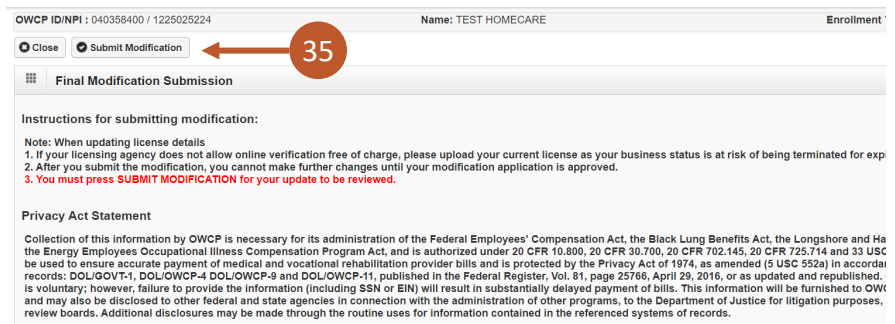 OWCP ID/NPI : 040358400 / 1225025224 Name: TEST HOMECARE Enrollment
Close Submit Modification 35
Final Modification Submission
Instructions for submitting modification:
Note: When updating license details
1. If your licensing agency does not allow online verification free of charge, please upload your current license as your business status is at risk of being terminated for exp
2. After you submit the modification, you cannot make further changes until your modification application is approved.
3. You must press SUBMIT MODIFICATION for your update to be reviewed.
Privacy Act Statement
Collection of this information by OWCP is necessary for its administration of the Federal Employees' Compensation Act, the Black Lung Benefits Act, the Longshore and Ha
the Energy Employees Occupational Illness Compensation Program Act, and is authorized under 20 CFR 10.800, 20 CFR 30.700, 20 CFR 702.145, 20 CFR 725.714 and 33 USC
be used to ensure accurate payment of medical and vocational rehabilitation provider bills and is protected by the Privacy Act of 1974, as amended (5 USC 552a) in accordan
records: DOL/GOVT-1, DOL/OWCP-4 DOL/OWCP-9 and DOL/OWCP-11, published in the Federal Register, Vol. 81, page 25766, April 29, 2016, or as updated and republished.
is voluntary; however, failure to provide the information (including SSN or EIN) will result in substantially delayed payment of bills. This information will be furnished to OWC
and may also be disclosed to other federal and state agencies in connection with the administration of other programs, to the Department of Justice for litigation purposes,
review boards. Additional disclosures may be made through the routine uses for information contained in the referenced systems of records.